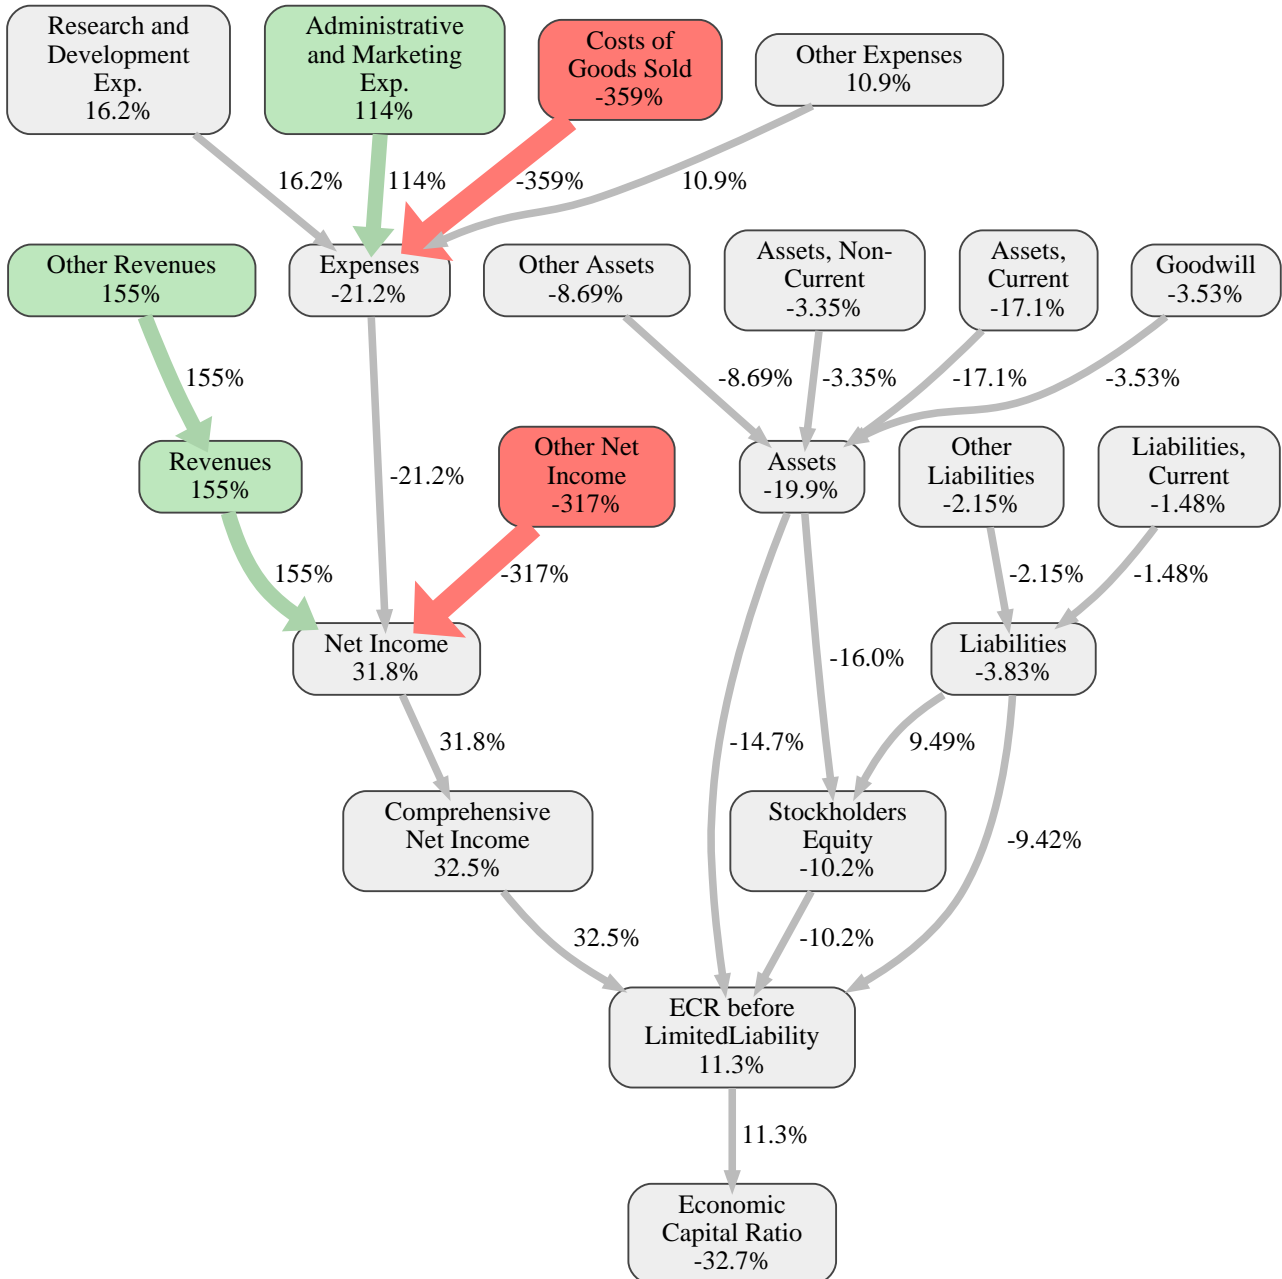 Research and
Development
Exp.
16.2%
Administrative
and Marketing
Exp.
114%
Costs of
Goods Sold
-359%
Other Expenses
10.9%
16.2%
114%
-359%
10.9%
Other Revenues
155%
Expenses
-21.2%
Other Assets
-8.69%
Assets, Non-
Current
-3.35%
Assets,
Current
-17.1%
Goodwill
-3.53%
155%
-8.69%
-3.35%
-17.1%
-3.53%
Revenues
155%
-21.2%
Other Net
Income
-317%
Assets
-19.9%
Other
Liabilities
-2.15%
Liabilities,
Current
-1.48%
155%
-317%
-2.15%
-1.48%
Net Income
31.8%
-16.0%
Liabilities
-3.83%
31.8%
-14.7%
9.49%
Comprehensive
Net Income
32.5%
Stockholders
Equity
-10.2%
-9.42%
32.5%
-10.2%
ECR before
LimitedLiability
11.3%
11.3%
Economic
Capital Ratio
-32.7%